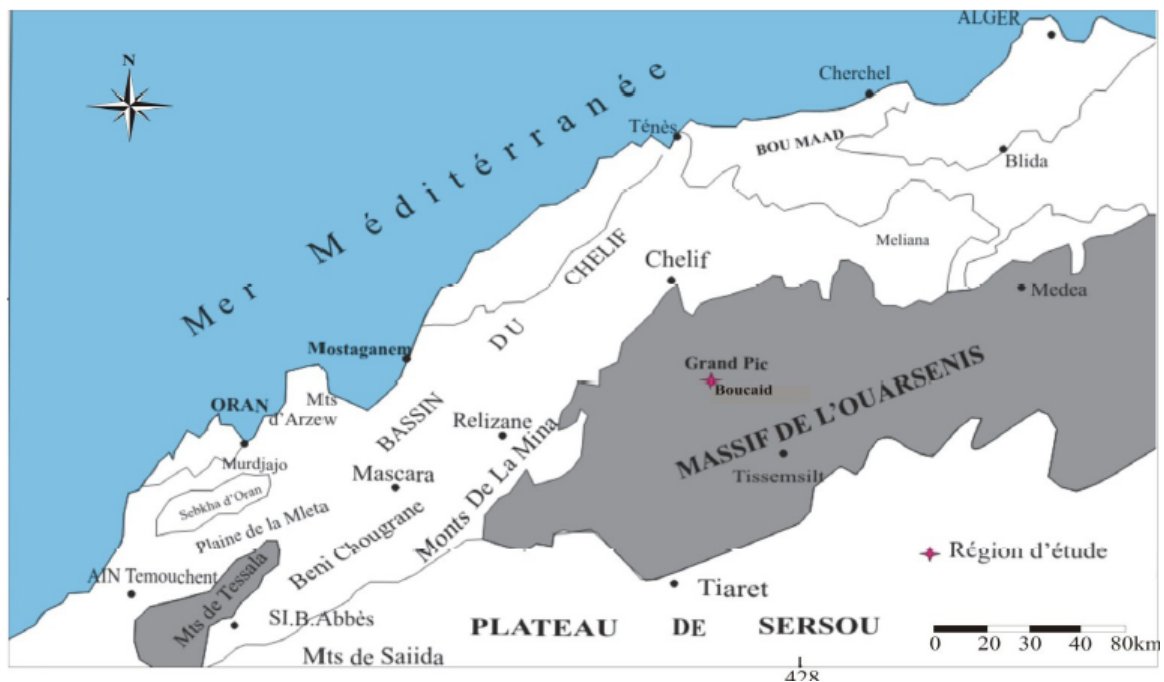 ALGER
N
Cherchel
Mer Méditérranée
Ténès
BOU MAAD
Blida
Meliana
CHELIF
Chelif
Medea
DU
Mostaganem
Grand Pic
Boucaid
Mts
d'Arzew
ORAN
BASSIN
Relizane
MASSIF DE L'OUARSENIS
Murdjajo
Mascara
Tissemsilt
Sebkha d'Oran
Monts De La Mina
Plaine de la Mleta
Beni Chougrane
Région d'étude
AIN Temouchent
Mts de Tessala
Tiaret
SI.B.Abbès
PLATEAU DE SERSOU
Mts de Saiida
0 20 30 40 80km
428